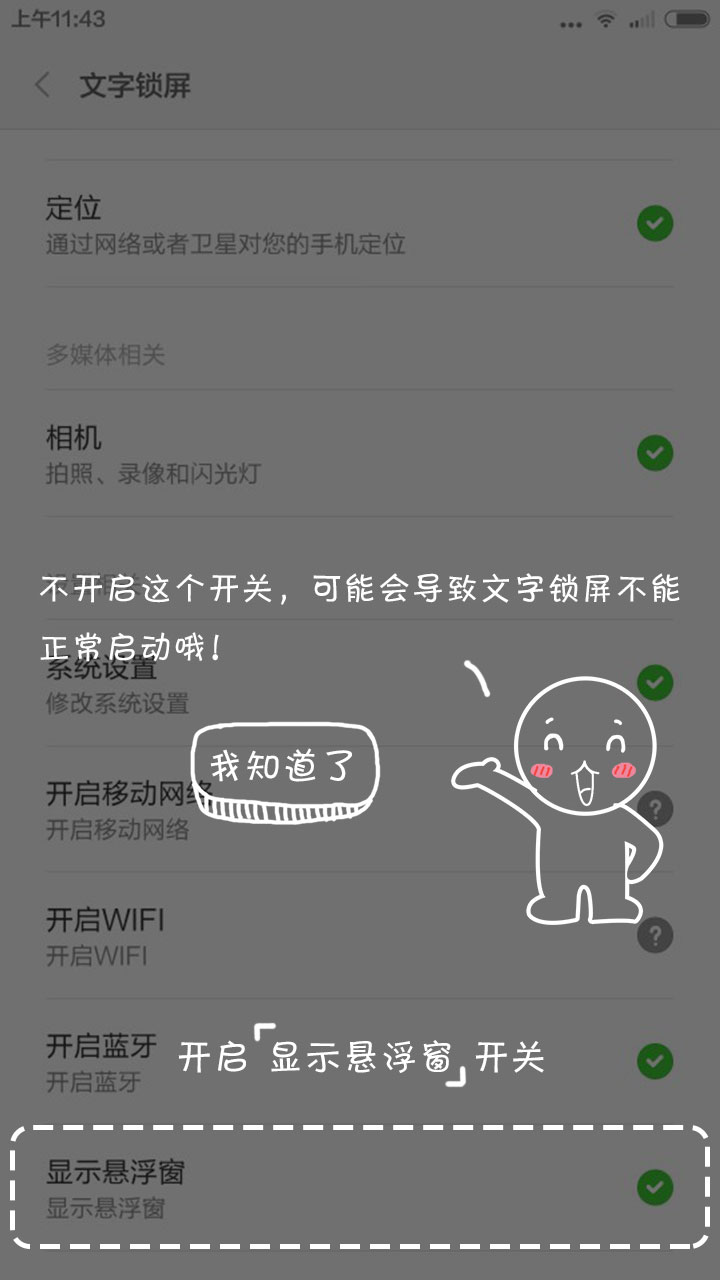 上午11:43
文字锁屏
定位
通过网络或者卫星对您的手机定位
多媒体相关
相机
拍照、录像和闪光灯
设置相关
不开启这个开关，可能会导致文字锁屏不能
正常启动哦！
系统设置
修改系统设置
我知道了
开启移动网络
开启移动网络
开启WIFI
开启WIFI
开启蓝牙
开启「显示悬浮窗」开关
开启蓝牙
显示悬浮窗
显示悬浮窗